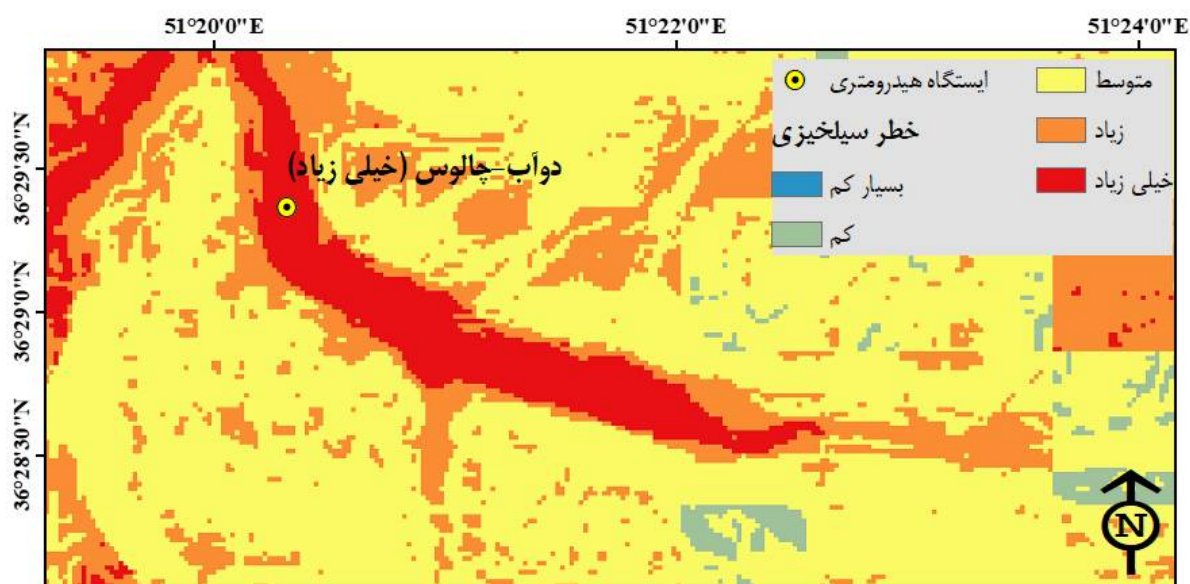 51°20'0"E
51°22'0"E
51°24'0"E
36°29'30"N
36°29'0"N
36°28'30"N
دوآب-چالوس (خیلی زیاد)
ایستگاه هیدرومتری
خطر سیلخیزی
بسیار کم
کم
متوسط
زیاد
خیلی زیاد
N